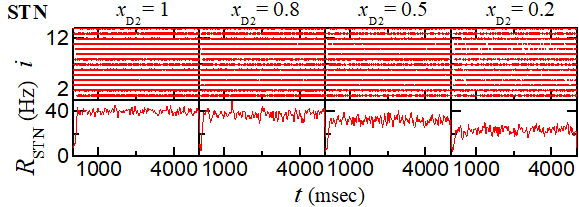 STN x_D2 = 1 x_D2 = 0.8 x_D2 = 0.5 x_D2 = 0.2
12
i
2
40
R_STN (Hz)
0
1000 4000 1000 4000 1000 4000 1000 4000
t (msec)